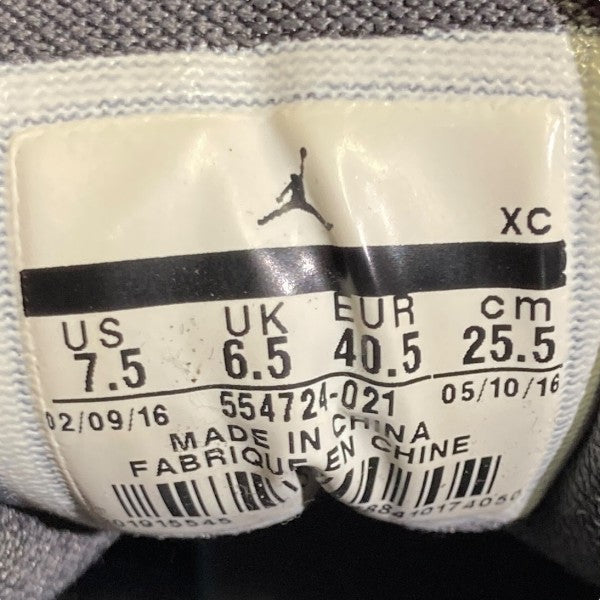 XC
US UK EUR cm
7.5 6.5 40.5 25.5
02/09/16 554724-021 05/10/16
MADE IN CHINA
FABRIQUE EN CHINE